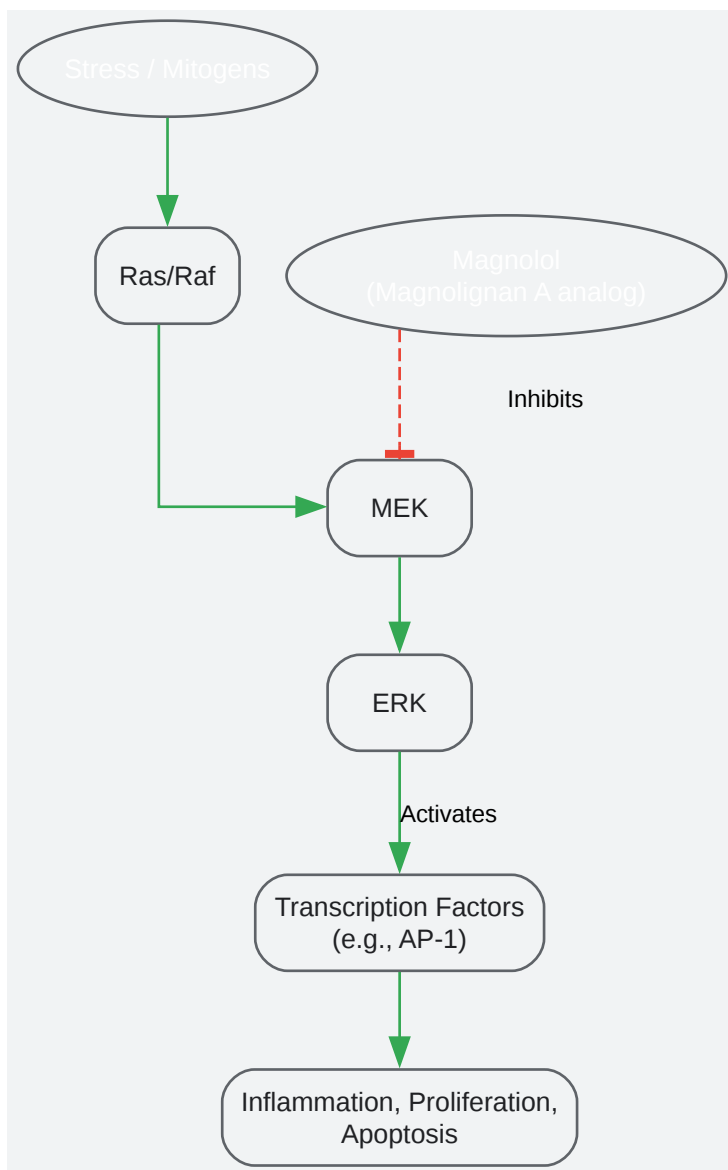 Stress / Mitogens
Ras/Raf
Magnolol
(Magnolignan A analog)
Inhibits
MEK
ERK
Activates
Transcription Factors
(e.g., AP-1)
Inflammation, Proliferation,
Apoptosis